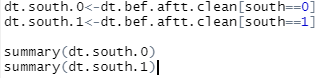 dt.south.0<-dt.bef.aftt.clean[south==0]
dt.south.1<-dt.bef.aftt.clean[south==1]
summary(dt.south.0)
summary(dt.south.1)